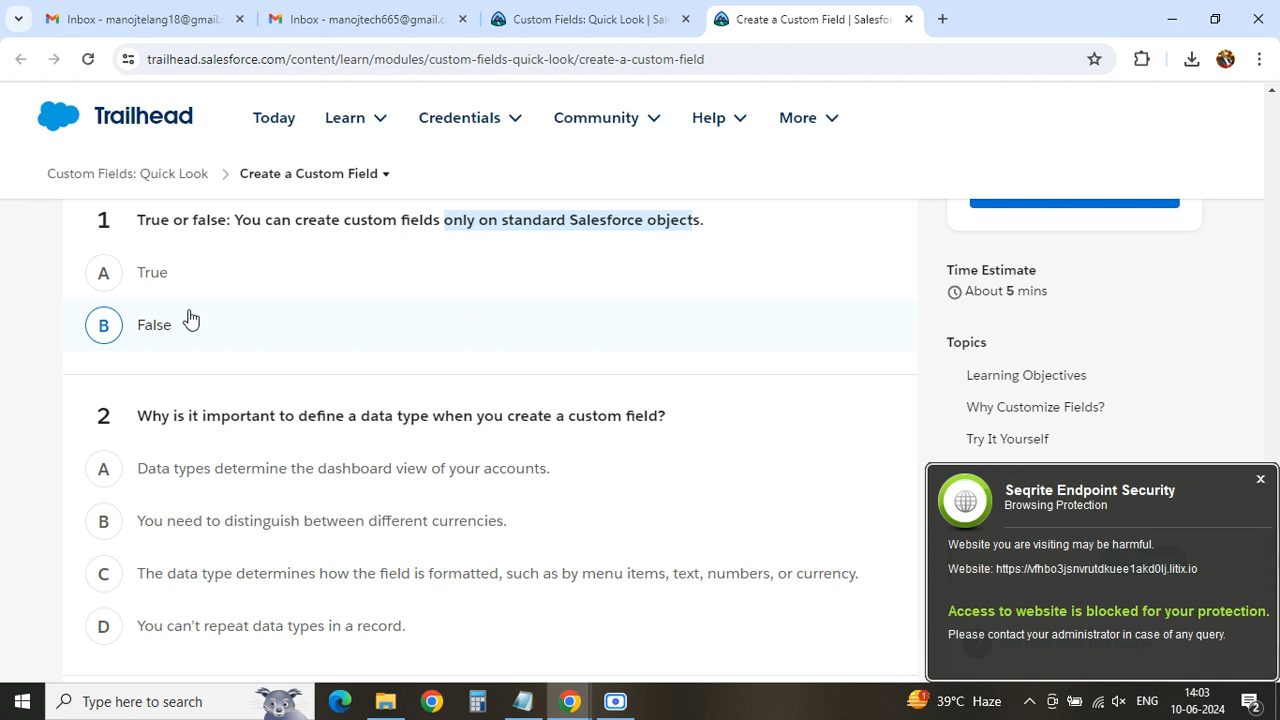 Inbox - manojtelang18@gmail.
Inbox - manojtech665@gmail.c
Custom Fields: Quick Look | Sal
Create a Custom Field | Salesfor
trailhead.salesforce.com/content/learn/modules/custom-fields-quick-look/create-a-custom-field
Trailhead
Today
Learn
Credentials
Community
Help
More
Custom Fields: Quick Look
Create a Custom Field
1 True or false: You can create custom fields only on standard Salesforce objects.
A True
B False
2 Why is it important to define a data type when you create a custom field?
A Data types determine the dashboard view of your accounts.
B You need to distinguish between different currencies.
C The data type determines how the field is formatted, such as by menu items, text, numbers, or currency.
D You can't repeat data types in a record.
Time Estimate
About 5 mins
Topics
Learning Objectives
Why Customize Fields?
Try It Yourself
Seqrite Endpoint Security
Browsing Protection
x
Website you are visiting may be harmful.
Website: https://vfhbo3jsnvrutdkuee1akd0lj.litix.io
Access to website is blocked for your protection.
Please contact your administrator in case of any query.
Type here to search
1
39°C Haze
ENG
14:03
10-06-2024
2